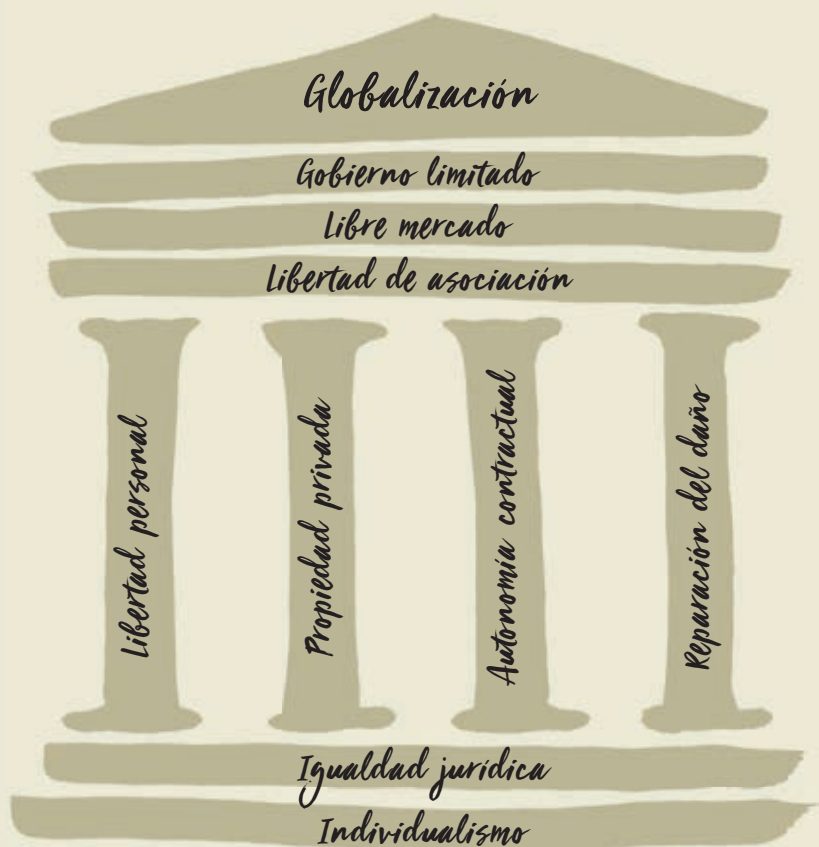 Globalización
Gobierno limitado
Libre mercado
Libertad de asociación
Libertad personal
Propiedad privada
Autonomía contractual
Reparación del daño
Igualdad jurídica
Individualismo